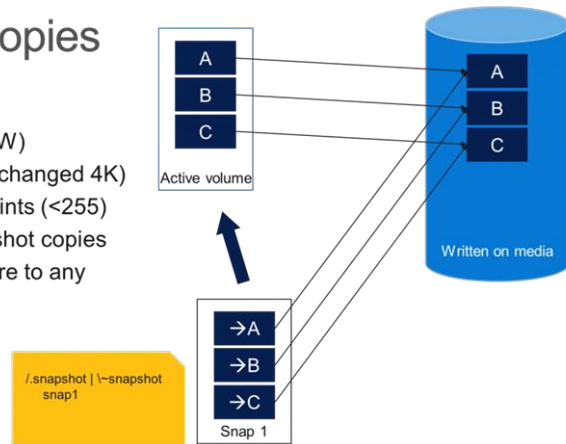 opies
W)
changed 4K)
ints (<255)
shot copies
re to any
A
B
C
Active volume
A
B
C
Written on media
→A
→B
→C
Snap 1
/.snapshot | \~snapshot
snap1